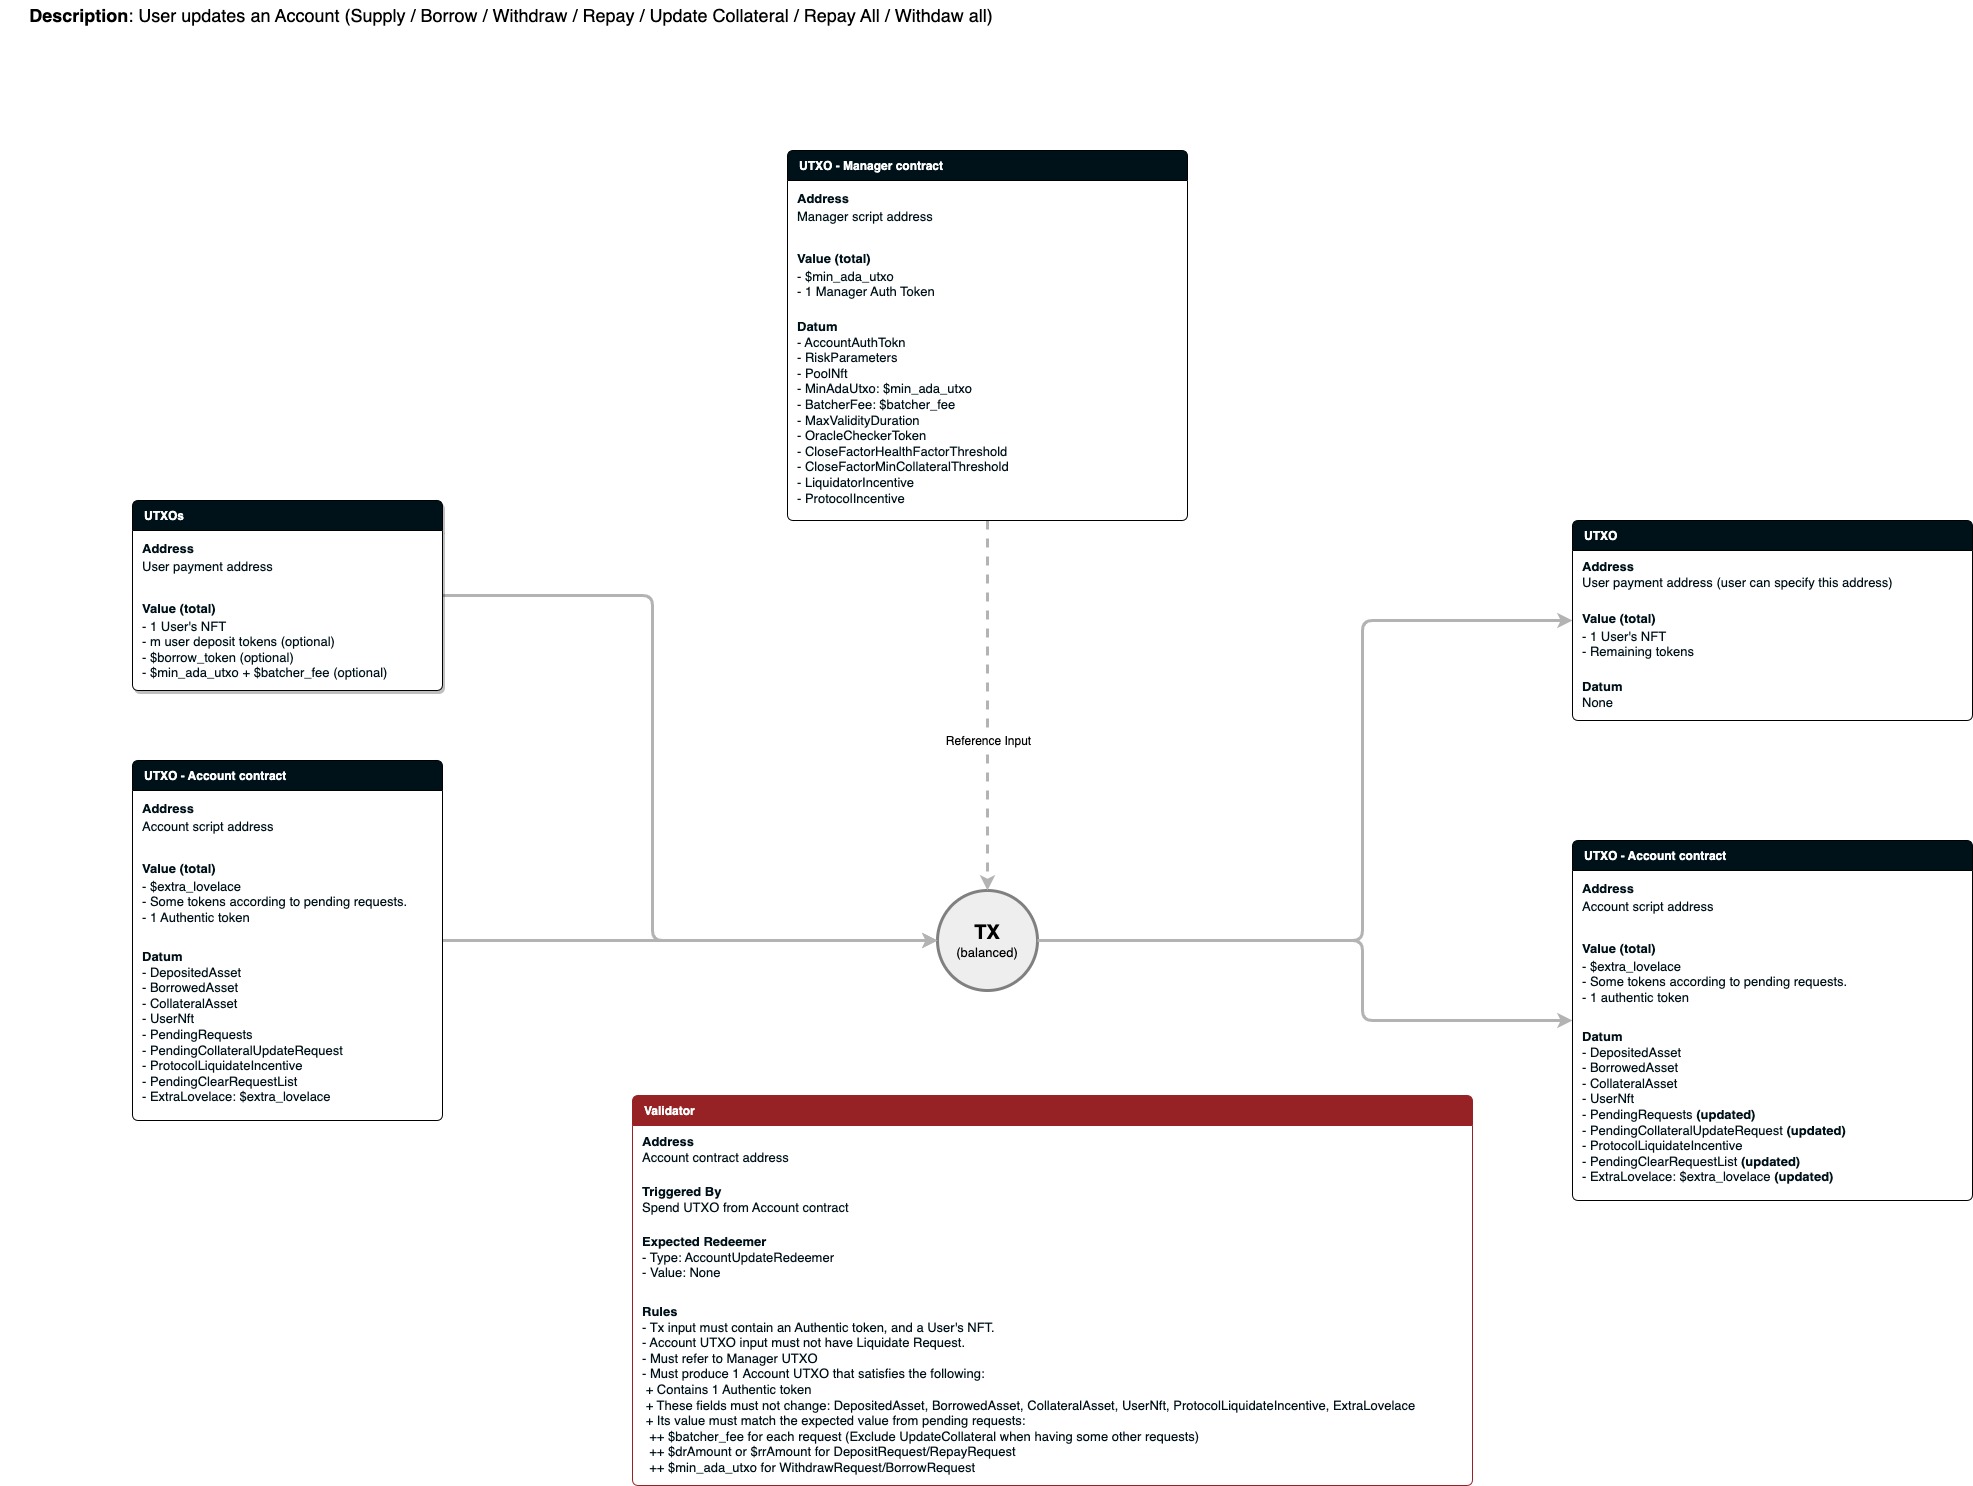 Description: User updates an Account (Supply / Borrow / Withdraw / Repay / Update Collateral / Repay All / Withdaw all)
UTXO - Manager contract
Address
Manager script address
Value (total)
- $min_ada_utxo
- 1 Manager Auth Token
Datum
- AccountAuthTokn
- RiskParameters
- PoolNft
- MinAdaUtxo: $min_ada_utxo
- BatcherFee: $batcher_fee
- MaxValidityDuration
- OracleCheckerToken
- CloseFactorHealthFactorThreshold
- CloseFactorMinCollateralThreshold
- LiquidatorIncentive
- ProtocolIncentive
UTXOs
Address
User payment address
Value (total)
- 1 User's NFT
- m user deposit tokens (optional)
- $borrow_token (optional)
- $min_ada_utxo + $batcher_fee (optional)
UTXO
Address
User payment address (user can specify this address)
Value (total)
- 1 User's NFT
- Remaining tokens
Datum
None
Reference Input
UTXO - Account contract
Address
Account script address
Value (total)
- $extra_lovelace
- Some tokens according to pending requests.
- 1 Authentic token
Datum
- DepositedAsset
- BorrowedAsset
- CollateralAsset
- UserNft
- PendingRequests
- PendingCollateralUpdateRequest
- ProtocolLiquidateIncentive
- PendingClearRequestList
- ExtraLovelace: $extra_lovelace
TX
(balanced)
UTXO - Account contract
Address
Account script address
Value (total)
- $extra_lovelace
- Some tokens according to pending requests.
- 1 authentic token
Datum
- DepositedAsset
- BorrowedAsset
- CollateralAsset
- UserNft
- PendingRequests (updated)
- PendingCollateralUpdateRequest (updated)
- ProtocolLiquidateIncentive
- PendingClearRequestList (updated)
- ExtraLovelace: $extra_lovelace (updated)
Validator
Address
Account contract address
Triggered By
Spend UTXO from Account contract
Expected Redeemer
- Type: AccountUpdateRedeemer
- Value: None
Rules
- Tx input must contain an Authentic token, and a User's NFT.
- Account UTXO input must not have Liquidate Request.
- Must refer to Manager UTXO
- Must produce 1 Account UTXO that satisfies the following:
+ Contains 1 Authentic token
+ These fields must not change: DepositedAsset, BorrowedAsset, CollateralAsset, UserNft, ProtocolLiquidateIncentive, ExtraLovelace
+ Its value must match the expected value from pending requests:
++ $batcher_fee for each request (Exclude UpdateCollateral when having some other requests)
++ $drAmount or $rrAmount for DepositRequest/RepayRequest
++ $min_ada_utxo for WithdrawRequest/BorrowRequest